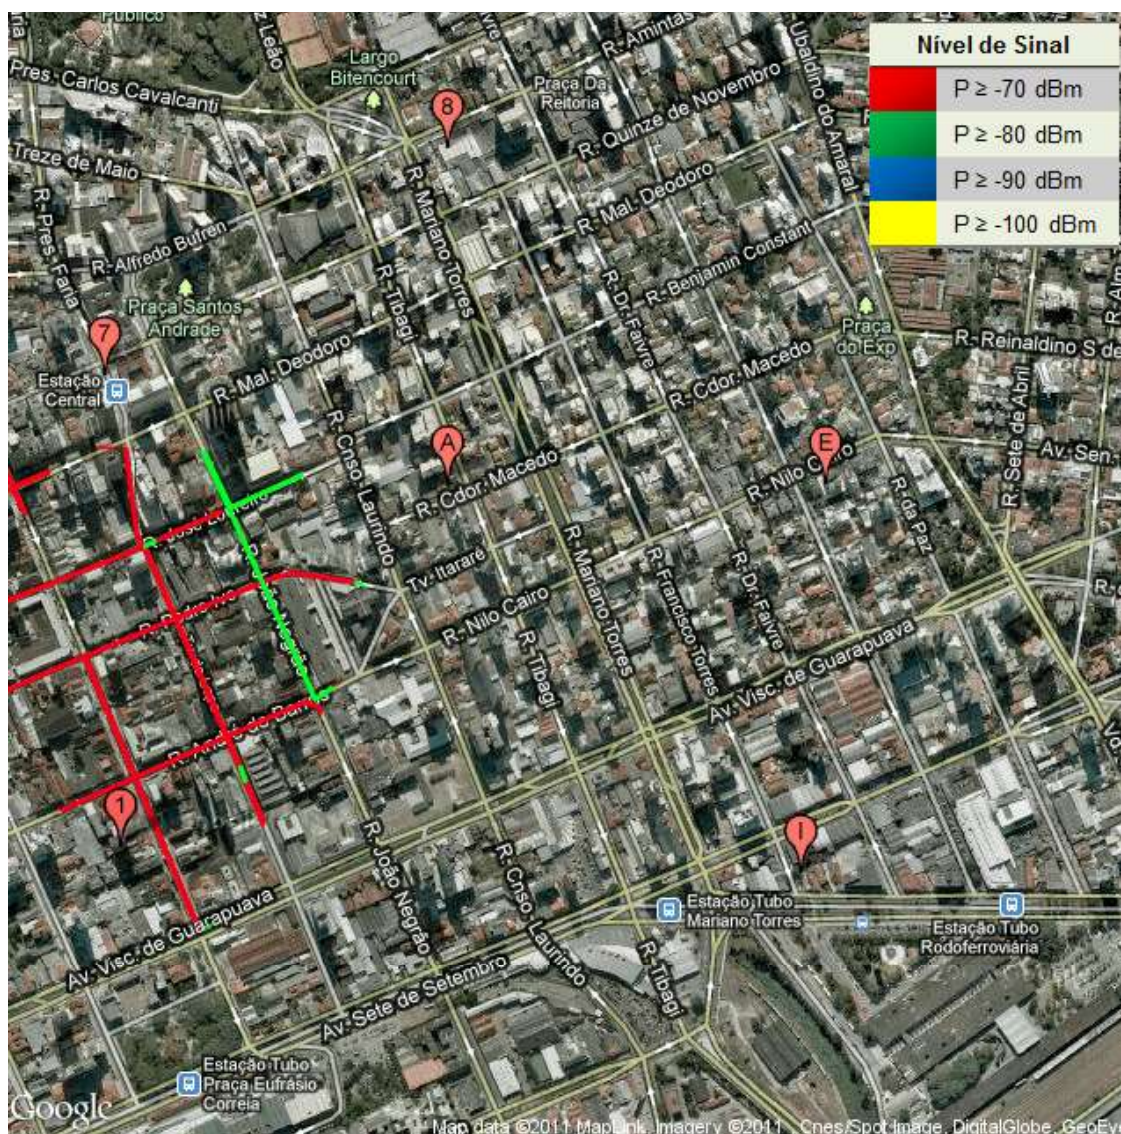 Público
Pres. Carlos Cavalcanti
Treze de Maio
R. Pres. Faria
Largo
Bitencourt
8
R. Amintas
Ubaldino do Amaral
Praça Da
Reitoria
R. Quinze de Novembro
R. Mal. Deodoro
R. Mariano Torres
R. Alfredo Bufren
R. Tibagi
Praça Santos
Andrade
R. Benjamin Constant
R. Dr. Faivre
Praça
do Exp
R. Reinaldino S de
7
Estação
Central
R. Mal. Deodoro
R. Cdor. Macedo
R. Sete de Abril
A
E
R. Cnso. Laurindo
R. Cdor. Macedo
R. Nilo Cairo
Av. Sen.
R. da Paz
Tv. Itararé
R. Mariano Torres
R. Francisco Torres
R. Dr. Faivre
R. Nilo Cairo
R. Tibagi
Av. Visc. de Guarapuava
1
I
R. João Negrão
R. Cnso. Laurindo
Av. Visc. de Guarapuava
Estação Tubo
Mariano Torres
Estação Tubo
Rodoferroviária
R. Tibagi
Av. Sete de Setembro
Estação Tubo
Praça Eufrásio
Correia
Google
Map data ©2011 MapLink, Imagery ©2011 , Cnes/Spot Image, DigitalGlobe, GeoEy
Nível de Sinal
P ≥ -70 dBm
P ≥ -80 dBm
P ≥ -90 dBm
P ≥ -100 dBm